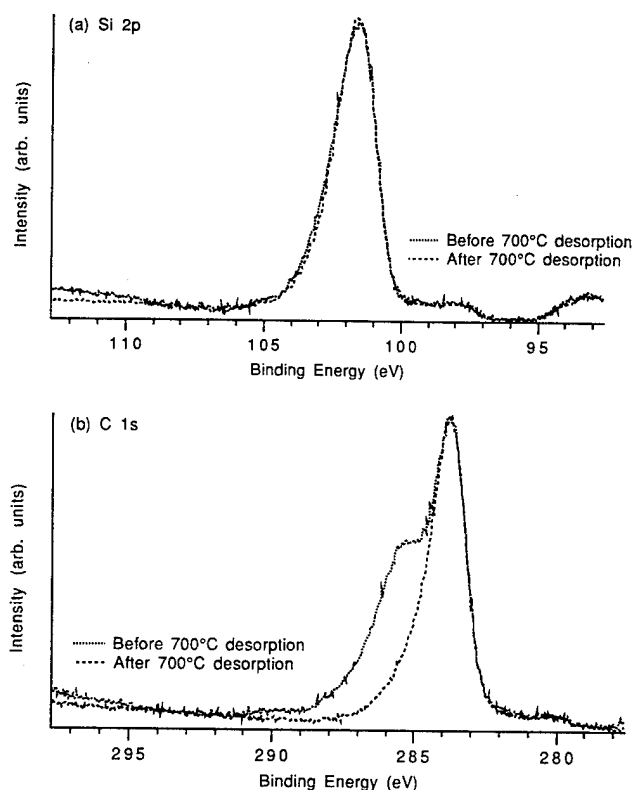 (a) Si 2p
Intensity (arb. units)
Before 700°C desorption
After 700°C desorption
110 105 100 95
Binding Energy (eV)
(b) C 1s
Intensity (arb. units)
Before 700°C desorption
After 700°C desorption
295 290 285 280
Binding Energy (eV)